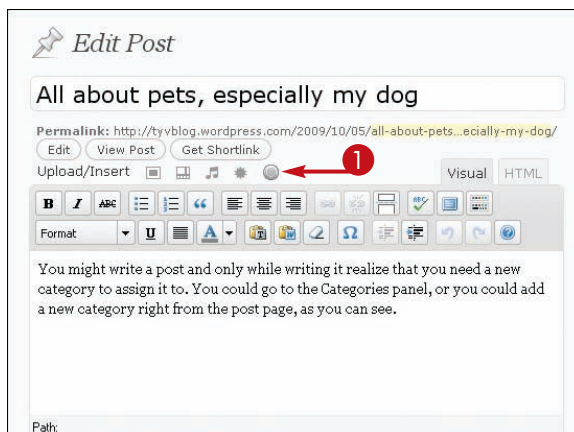 Edit Post
All about pets, especially my dog
Permalink: http://tyvblog.wordpress.com/2009/10/05/all-about-pets...ecially-my-dog/
Edit View Post Get Shortlink
Upload/Insert 1 Visual HTML
B I ABC “ ABC
Format U A T W Ω ?
You might write a post and only while writing it realize that you need a new
category to assign it to. You could go to the Categories panel, or you could add
a new category right from the post page, as you can see.
Path: